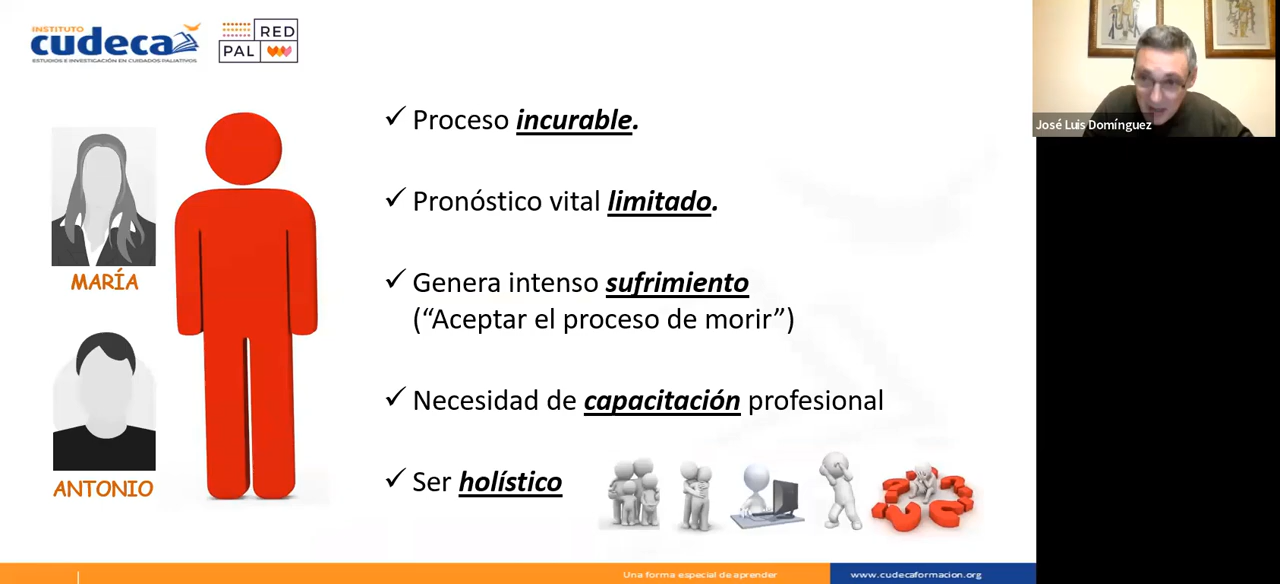 INSTITUTO
cudeca
ESTUDIOS E INVESTIGACIÓN EN CUIDADOS PALIATIVOS
RED
PAL
José Luis Domínguez
✓ Proceso incurable.
✓ Pronóstico vital limitado.
✓ Genera intenso sufrimiento
(“Aceptar el proceso de morir”)
✓ Necesidad de capacitación profesional
✓ Ser holístico
MARÍA
ANTONIO
Una forma especial de aprender
www.cudecaformacion.org